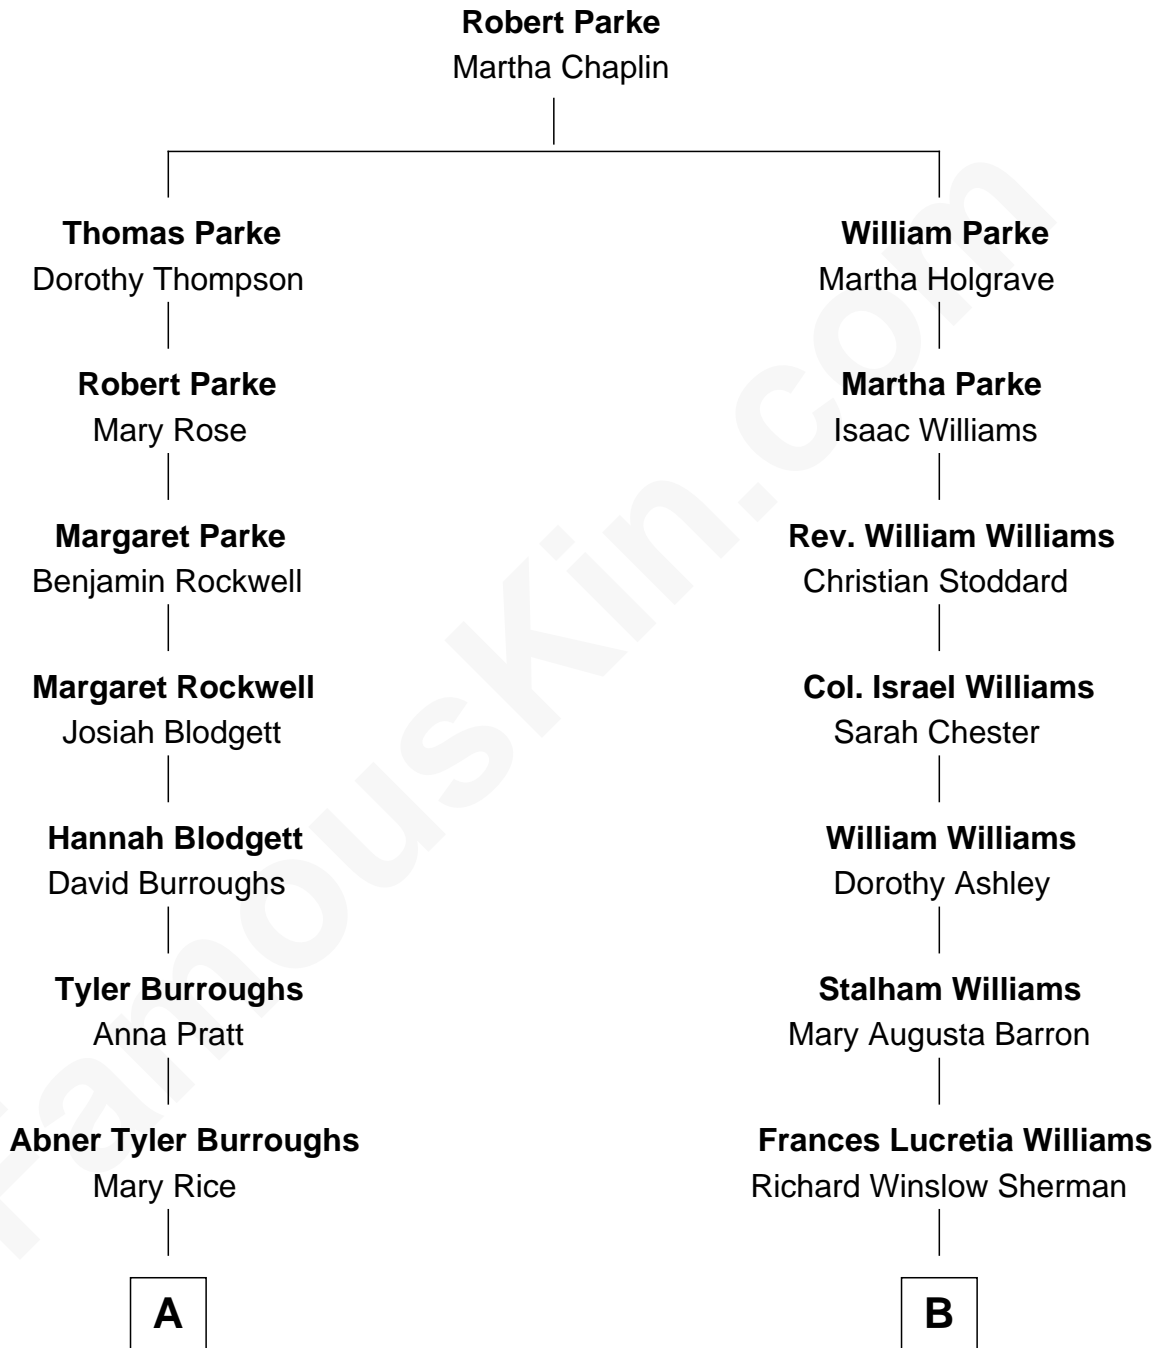 Robert Parke
Martha Chaplin
Thomas Parke
Dorothy Thompson
William Parke
Martha Holgrave
Robert Parke
Mary Rose
Martha Parke
Isaac Williams
Margaret Parke
Benjamin Rockwell
Rev. William Williams
Christian Stoddard
Margaret Rockwell
Josiah Blodgett
Col. Israel Williams
Sarah Chester
Hannah Blodgett
David Burroughs
William Williams
Dorothy Ashley
Tyler Burroughs
Anna Pratt
Stalham Williams
Mary Augusta Barron
Abner Tyler Burroughs
Mary Rice
Frances Lucretia Williams
Richard Winslow Sherman
A
B
FamousKin.com